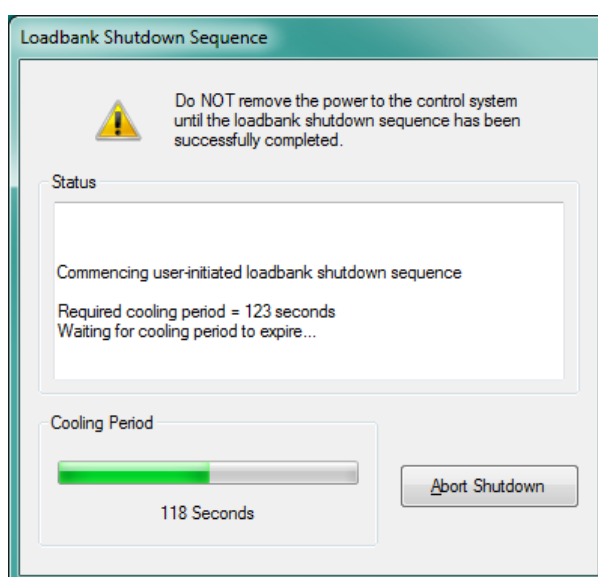 Loadbank Shutdown Sequence
Do NOT remove the power to the control system
until the loadbank shutdown sequence has been
successfully completed.
Status
Commencing user-initiated loadbank shutdown sequence
Required cooling period = 123 seconds
Waiting for cooling period to expire...
Cooling Period
118 Seconds
Abort Shutdown